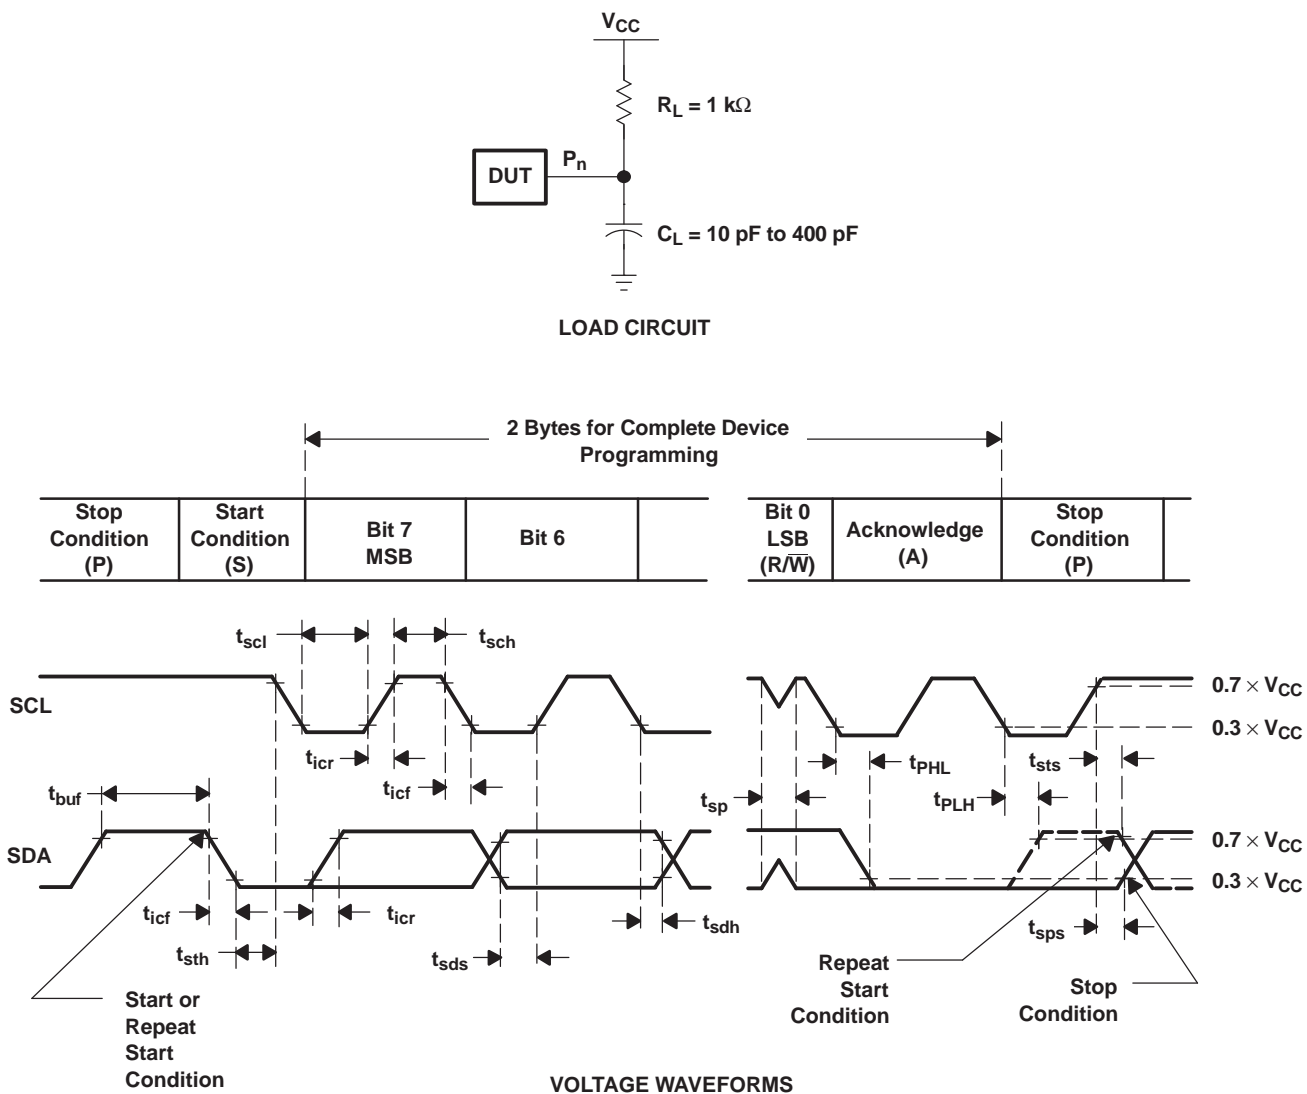 VCC
RL = 1 kΩ
DUT
Pn
CL = 10 pF to 400 pF
LOAD CIRCUIT
2 Bytes for Complete Device
Programming
Stop
Condition
(P)
Start
Condition
(S)
Bit 7
MSB
Bit 6
Bit 0
LSB
(R/W̅)
Acknowledge
(A)
Stop
Condition
(P)
tscl
tsch
SCL
0.7 × VCC
0.3 × VCC
ticr
ticf
tPHL
tsts
tbuf
tsp
tPLH
SDA
0.7 × VCC
0.3 × VCC
ticf
ticr
tsdh
tsth
tsds
tsps
Start or
Repeat
Start
Condition
Repeat
Start
Condition
Stop
Condition
VOLTAGE WAVEFORMS